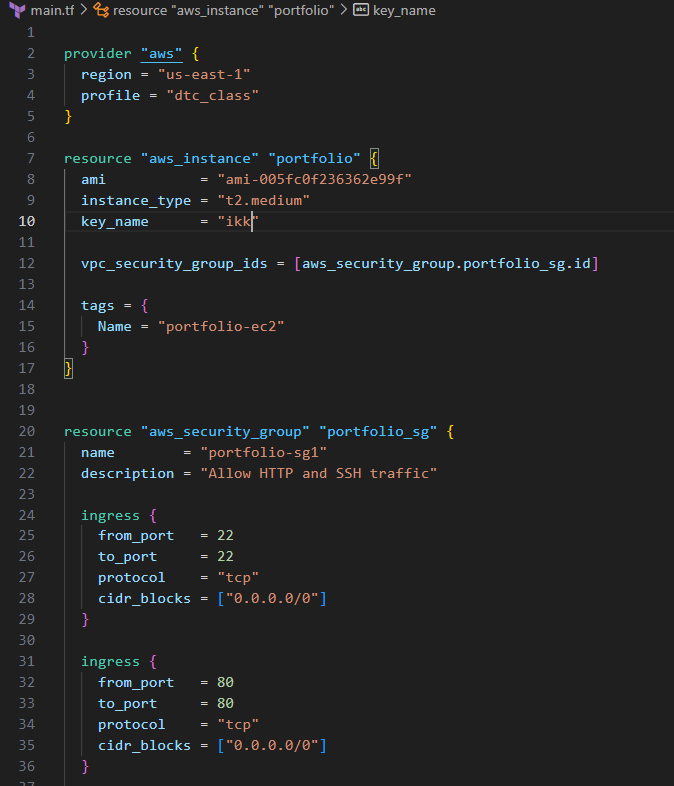 main.tf > resource "aws_instance" "portfolio" > abc key_name
1
2 provider "aws" {
3   region = "us-east-1"
4   profile = "dtc_class"
5 }
6
7 resource "aws_instance" "portfolio" {
8   ami           = "ami-005fc0f236362e99f"
9   instance_type = "t2.medium"
10   key_name      = "ikk"
11
12   vpc_security_group_ids = [aws_security_group.portfolio_sg.id]
13
14   tags = {
15     Name = "portfolio-ec2"
16   }
17 }
18
19
20 resource "aws_security_group" "portfolio_sg" {
21   name        = "portfolio-sg1"
22   description = "Allow HTTP and SSH traffic"
23
24   ingress {
25     from_port   = 22
26     to_port     = 22
27     protocol    = "tcp"
28     cidr_blocks = ["0.0.0.0/0"]
29   }
30
31   ingress {
32     from_port   = 80
33     to_port     = 80
34     protocol    = "tcp"
35     cidr_blocks = ["0.0.0.0/0"]
36   }
37